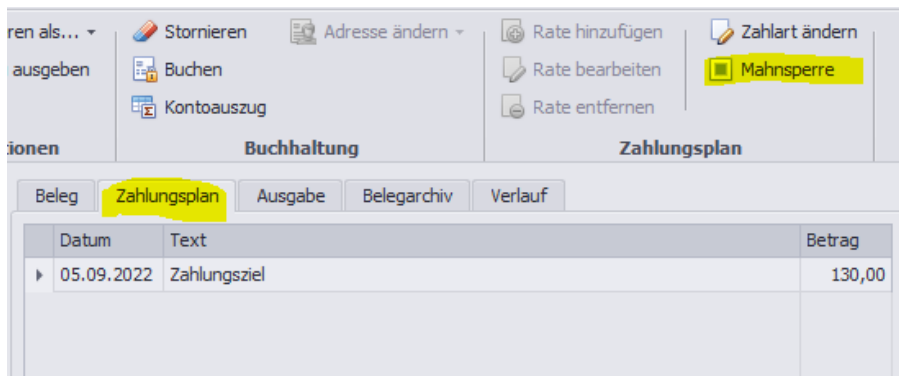 ren als...
Stornieren
Adresse ändern
Rate hinzufügen
Zahlart ändern
ausgeben
Buchen
Rate bearbeiten
Mahnsperre
Kontoauszug
Rate entfernen
tionen
Buchhaltung
Zahlungsplan
Beleg Zahlungsplan Ausgabe Belegarchiv Verlauf
Datum Text Betrag
05.09.2022 Zahlungsziel 130,00